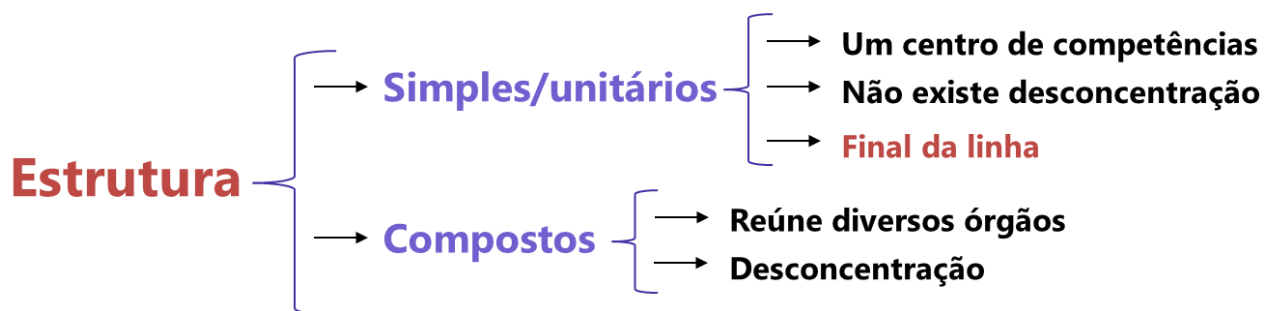 Estrutura
Simples/unitários
Um centro de competências
Não existe desconcentração
Final da linha
Compostos
Reúne diversos órgãos
Desconcentração